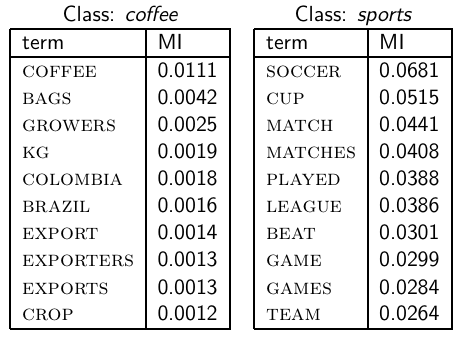 Class: coffee
term MI
COFFEE 0.0111
BAGS 0.0042
GROWERS 0.0025
KG 0.0019
COLOMBIA 0.0018
BRAZIL 0.0016
EXPORT 0.0014
EXPORTERS 0.0013
EXPORTS 0.0013
CROP 0.0012
Class: sports
term MI
SOCCER 0.0681
CUP 0.0515
MATCH 0.0441
MATCHES 0.0408
PLAYED 0.0388
LEAGUE 0.0386
BEAT 0.0301
GAME 0.0299
GAMES 0.0284
TEAM 0.0264